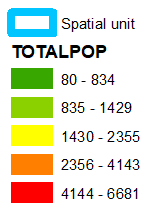 Spatial unit
TOTALPOP
80 - 834
835 - 1429
1430 - 2355
2356 - 4143
4144 - 6681